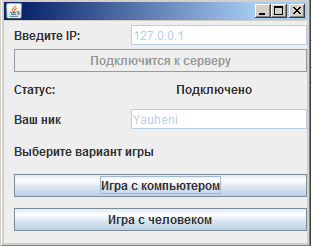 Введите IP: 127.0.0.1
Подключится к серверу
Статус: Подключено
Ваш ник Yauheni
Выберите вариант игры
Игра с компьютером
Игра с человеком